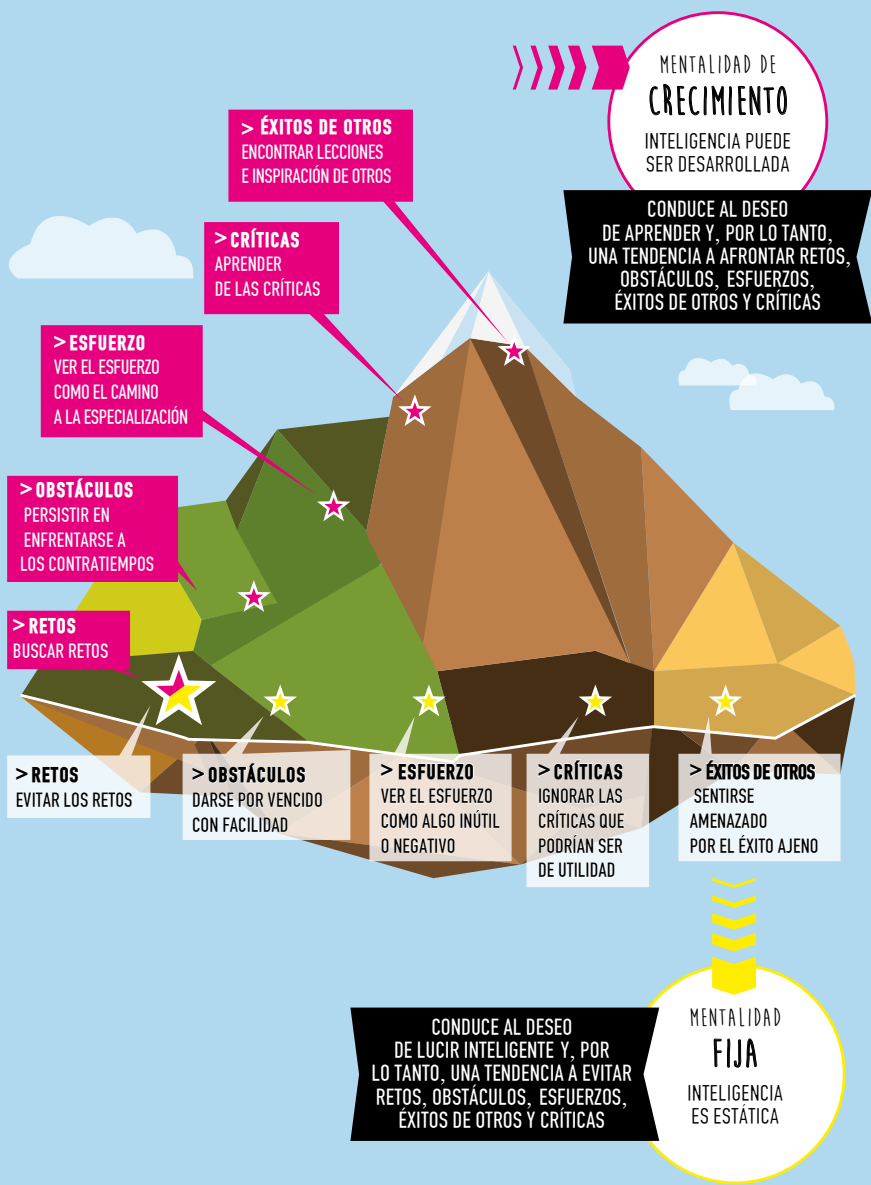 MENTALIDAD DE
CRECIMIENTO
INTELIGENCIA PUEDE
SER DESARROLLADA
CONDUCE AL DESEO
DE APRENDER Y, POR LO TANTO,
UNA TENDENCIA A AFRONTAR RETOS,
OBSTÁCULOS, ESFUERZOS,
ÉXITOS DE OTROS Y CRÍTICAS
> ÉXITOS DE OTROS
ENCONTRAR LECCIONES
E INSPIRACIÓN DE OTROS
> CRÍTICAS
APRENDER
DE LAS CRÍTICAS
> ESFUERZO
VER EL ESFUERZO
COMO EL CAMINO
A LA ESPECIALIZACIÓN
> OBSTÁCULOS
PERSISTIR EN
ENFRENTARSE A
LOS CONTRATIEMPOS
> RETOS
BUSCAR RETOS
> RETOS
EVITAR LOS RETOS
> OBSTÁCULOS
DARSE POR VENCIDO
CON FACILIDAD
> ESFUERZO
VER EL ESFUERZO
COMO ALGO INÚTIL
O NEGATIVO
> CRÍTICAS
IGNORAR LAS
CRÍTICAS QUE
PODRÍAN SER
DE UTILIDAD
> ÉXITOS DE OTROS
SENTIRSE
AMENAZADO
POR EL ÉXITO AJENO
CONDUCE AL DESEO
DE LUCIR INTELIGENTE Y, POR
LO TANTO, UNA TENDENCIA A EVITAR
RETOS, OBSTÁCULOS, ESFUERZOS,
ÉXITOS DE OTROS Y CRÍTICAS
MENTALIDAD
FIJA
INTELIGENCIA
ES ESTÁTICA